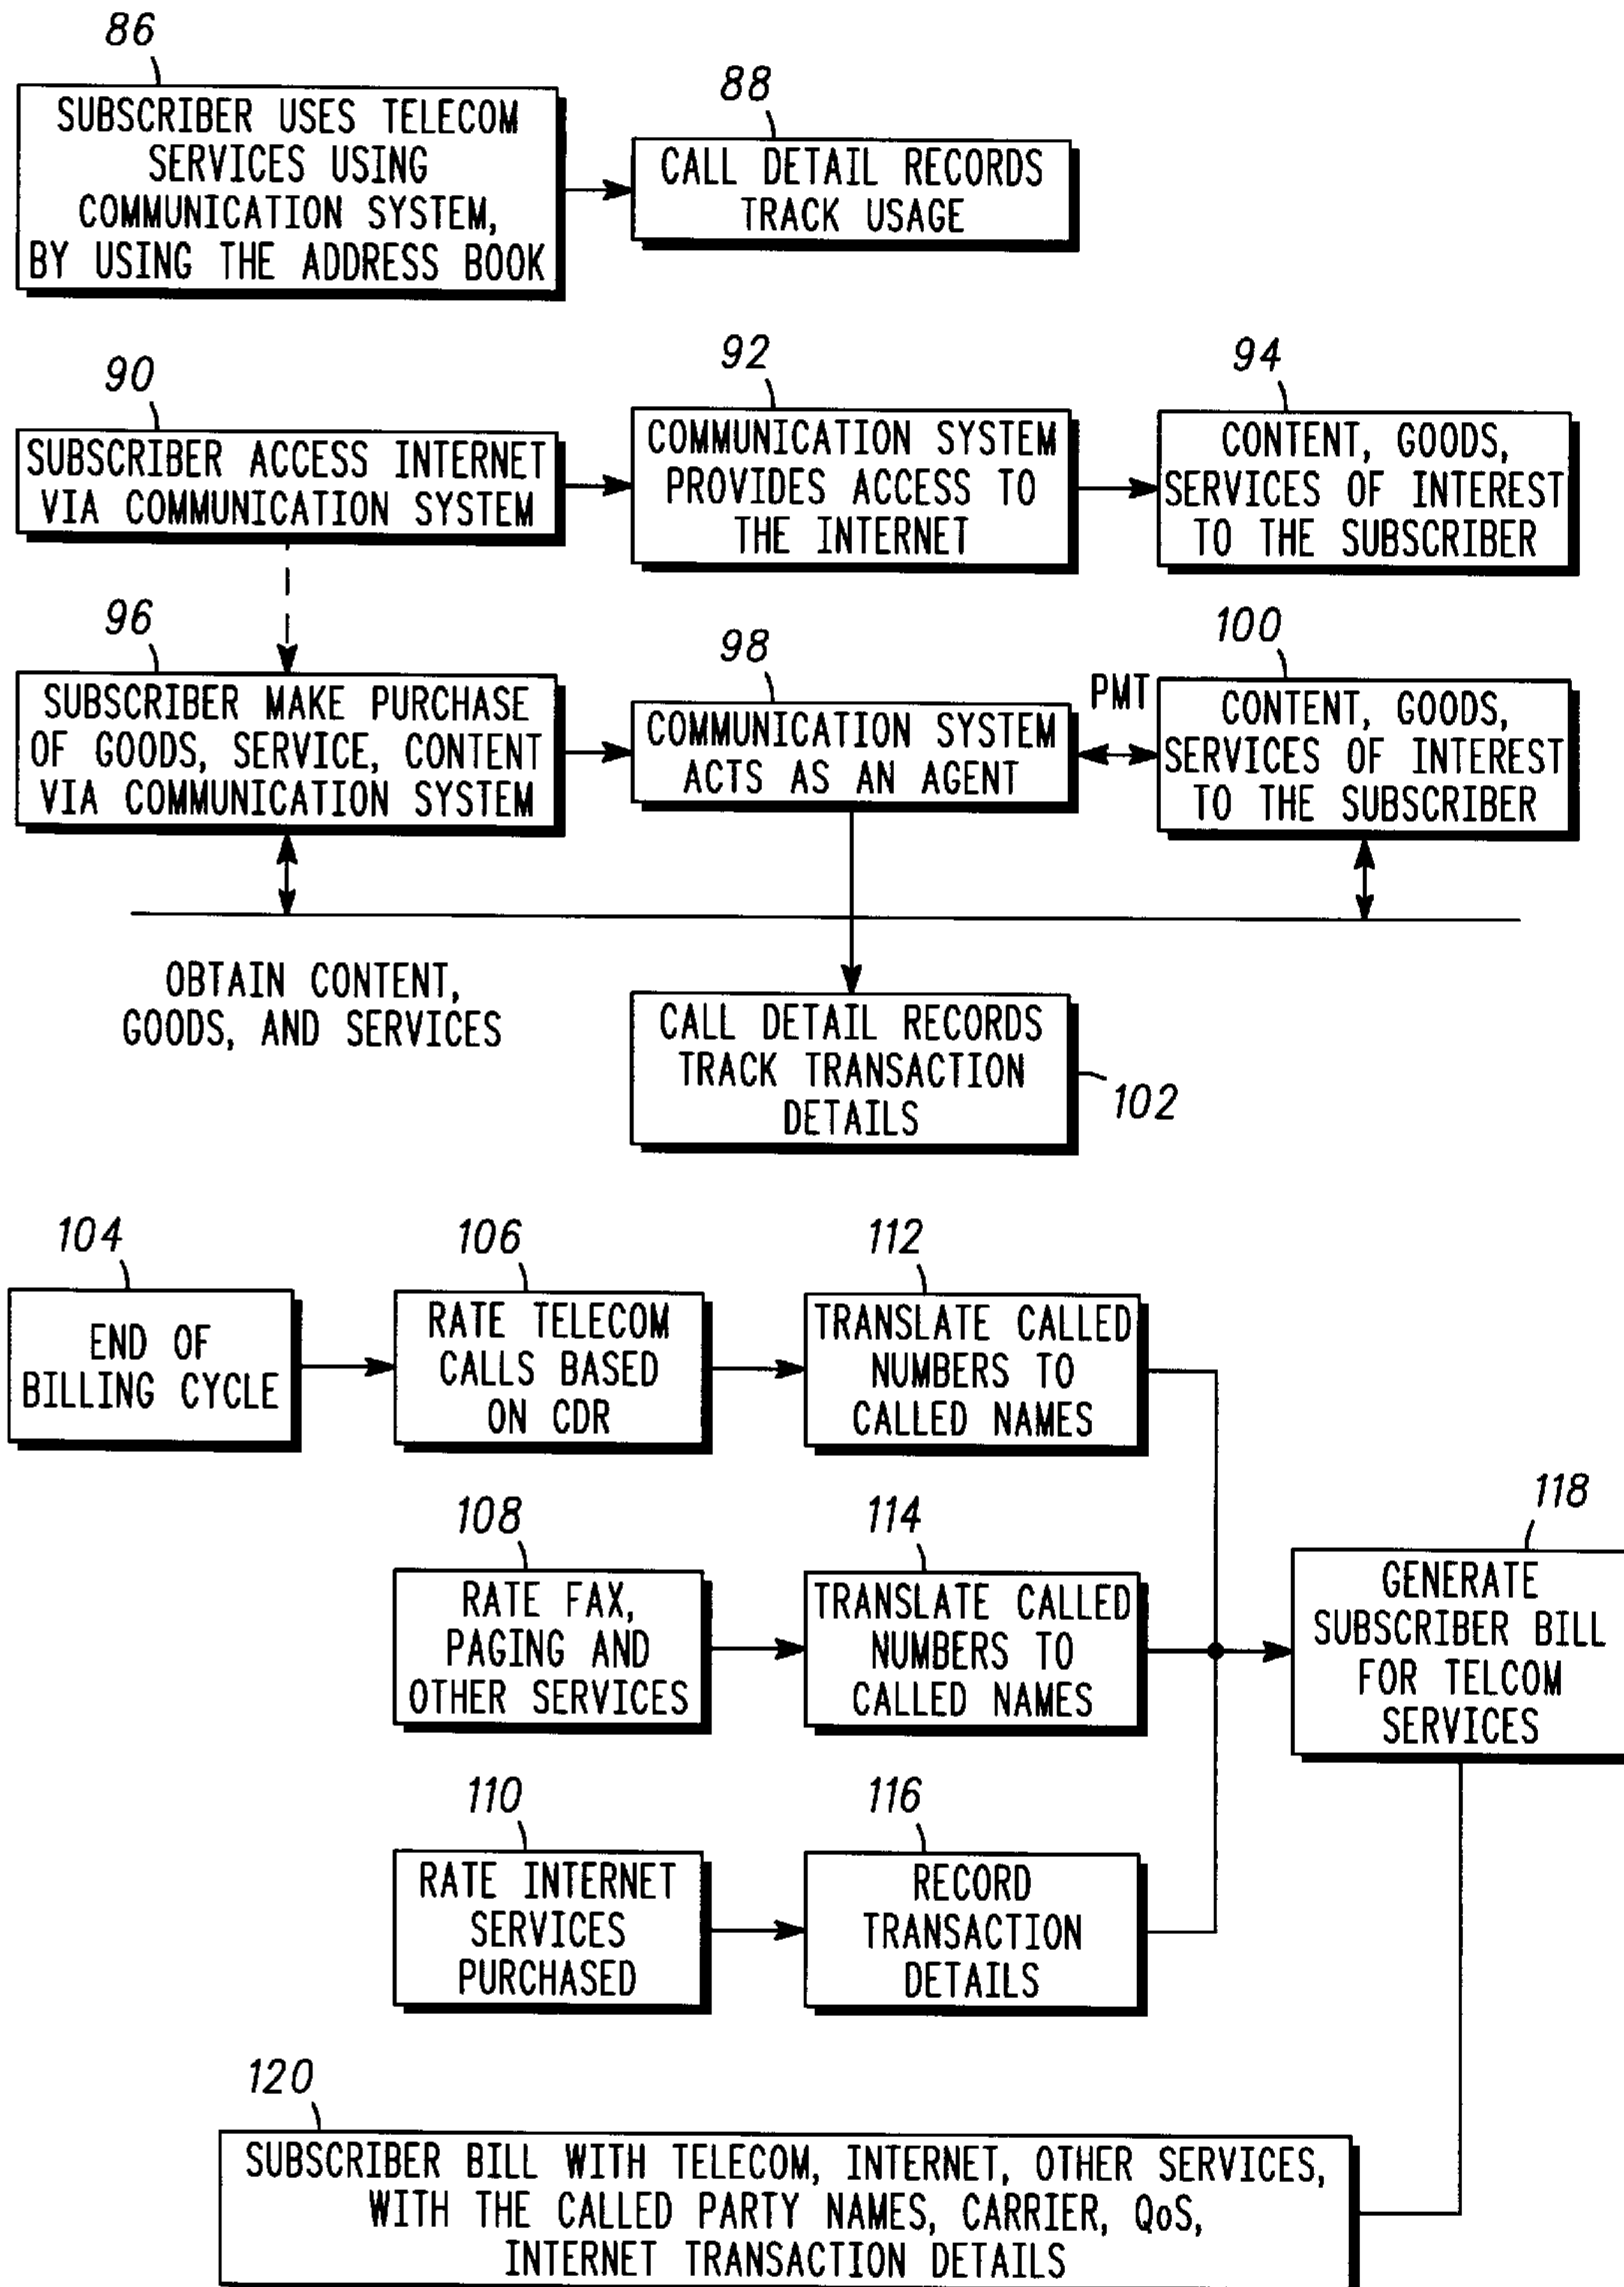 86
SUBSCRIBER USES TELECOM
SERVICES USING
COMMUNICATION SYSTEM,
BY USING THE ADDRESS BOOK
88
CALL DETAIL RECORDS
TRACK USAGE
90
SUBSCRIBER ACCESS INTERNET
VIA COMMUNICATION SYSTEM
92
COMMUNICATION SYSTEM
PROVIDES ACCESS TO
THE INTERNET
94
CONTENT, GOODS,
SERVICES OF INTEREST
TO THE SUBSCRIBER
96
SUBSCRIBER MAKE PURCHASE
OF GOODS, SERVICE, CONTENT
VIA COMMUNICATION SYSTEM
98
COMMUNICATION SYSTEM
ACTS AS AN AGENT
PMT
100
CONTENT, GOODS,
SERVICES OF INTEREST
TO THE SUBSCRIBER
OBTAIN CONTENT,
GOODS, AND SERVICES
CALL DETAIL RECORDS
TRACK TRANSACTION
DETAILS
102
104
END OF
BILLING CYCLE
106
RATE TELECOM
CALLS BASED
ON CDR
112
TRANSLATE CALLED
NUMBERS TO
CALLED NAMES
108
RATE FAX,
PAGING AND
OTHER SERVICES
114
TRANSLATE CALLED
NUMBERS TO
CALLED NAMES
118
GENERATE
SUBSCRIBER BILL
FOR TELCOM
SERVICES
110
RATE INTERNET
SERVICES
PURCHASED
116
RECORD
TRANSACTION
DETAILS
120
SUBSCRIBER BILL WITH TELECOM, INTERNET, OTHER SERVICES,
WITH THE CALLED PARTY NAMES, CARRIER, QoS,
INTERNET TRANSACTION DETAILS